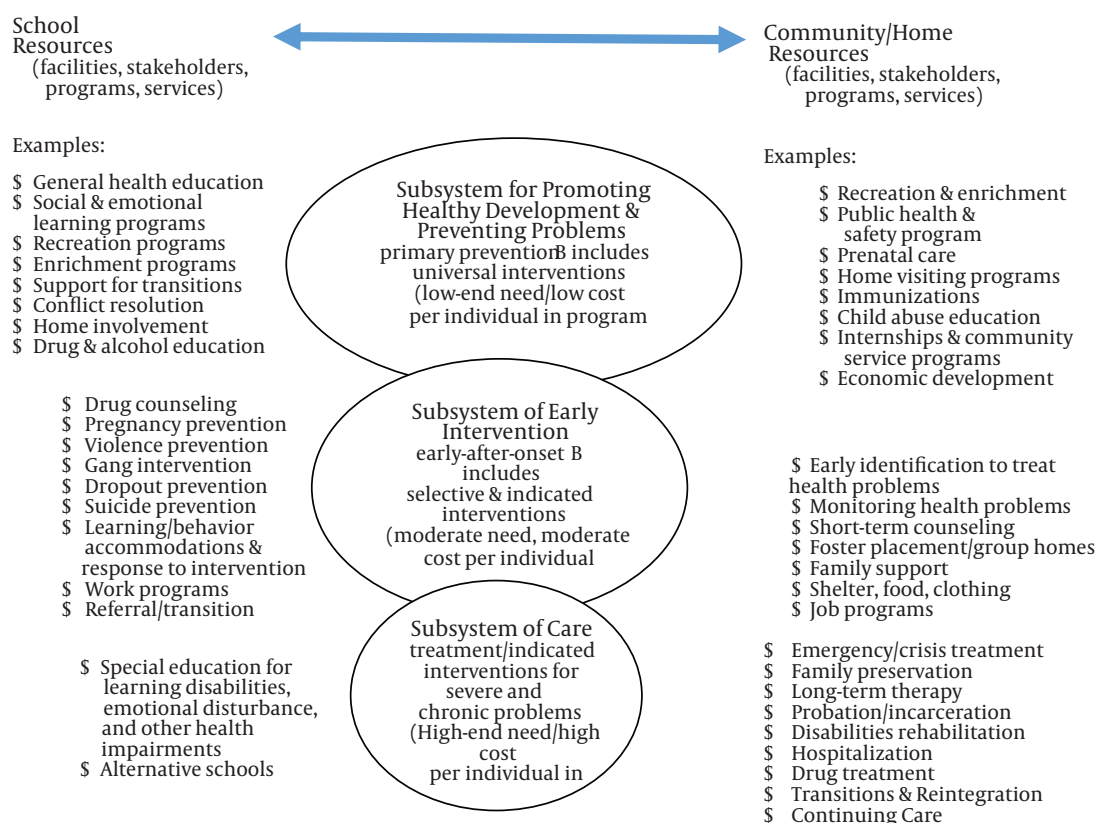 School
Resources
(facilities, stakeholders,
programs, services)
Community/Home
Resources
(facilities, stakeholders,
programs, services)
Examples:
$ General health education
$ Social & emotional
learning programs
$ Recreation programs
$ Enrichment programs
$ Support for transitions
$ Conflict resolution
$ Home involvement
$ Drug & alcohol education
Subsystem for Promoting
Healthy Development &
Preventing Problems
primary preventionB includes
universal interventions
(low-end need/low cost
per individual in program
Examples:
$ Recreation & enrichment
$ Public health &
safety program
$ Prenatal care
$ Home visiting programs
$ Immunizations
$ Child abuse education
$ Internships & community
service programs
$ Economic development
$ Drug counseling
$ Pregnancy prevention
$ Violence prevention
$ Gang intervention
$ Dropout prevention
$ Suicide prevention
$ Learning/behavior
accommodations &
response to intervention
$ Work programs
$ Referral/transition
Subsystem of Early
Intervention
early-after-onset B
includes
selective & indicated
interventions
(moderate need, moderate
cost per individual
$ Early identification to treat
health problems
$ Monitoring health problems
$ Short-term counseling
$ Foster placement/group homes
$ Family support
$ Shelter, food, clothing
$ Job programs
$ Special education for
learning disabilities,
emotional disturbance,
and other health
impairments
$ Alternative schools
Subsystem of Care
treatment/indicated
interventions for
severe and
chronic problems
(High-end need/high
cost
per individual in
$ Emergency/crisis treatment
$ Family preservation
$ Long-term therapy
$ Probation/incarceration
$ Disabilities rehabilitation
$ Hospitalization
$ Drug treatment
$ Transitions & Reintegration
$ Continuing Care